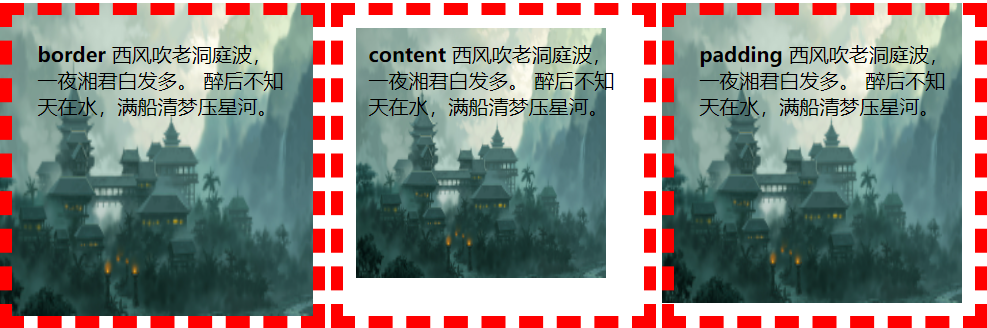 border 西风吹老洞庭波，
一夜湘君白发多。 醉后不知
天在水，满船清梦压星河。
content 西风吹老洞庭波，
一夜湘君白发多。 醉后不知
天在水，满船清梦压星河。
padding 西风吹老洞庭波，
一夜湘君白发多。 醉后不知
天在水，满船清梦压星河。